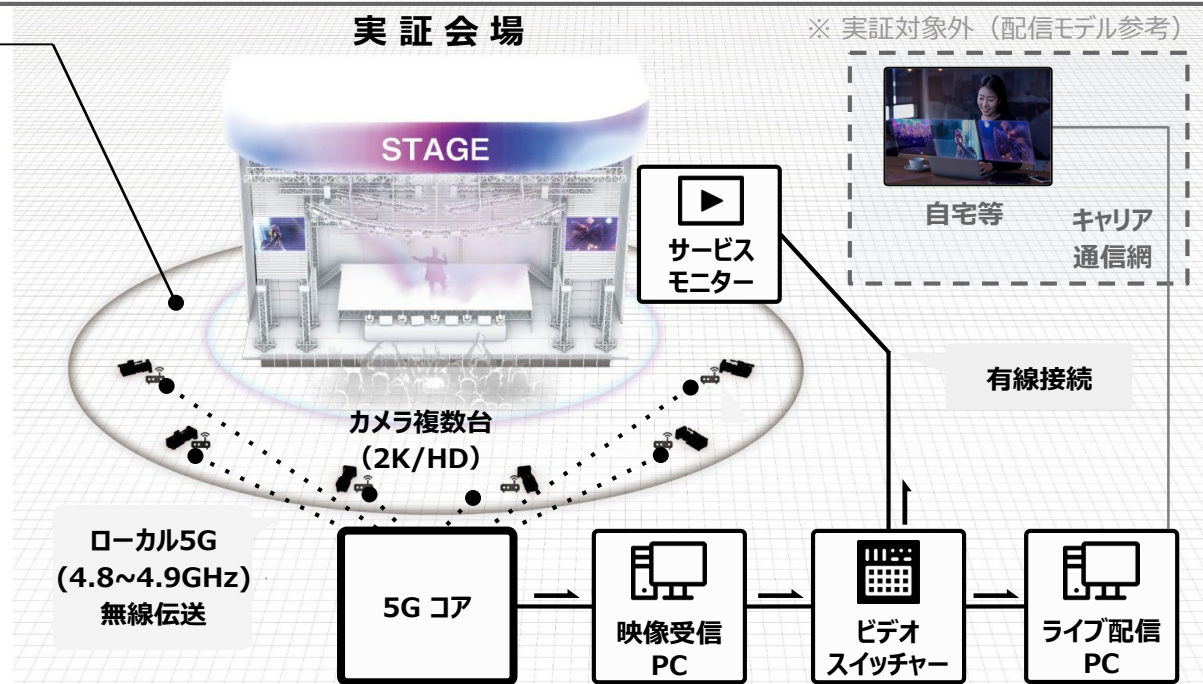 実証会場
※ 実証対象外（配信モデル参考）
STAGE
サービス
モニター
自宅等
キャリア
通信網
有線接続
カメラ複数台
（2K/HD）
ローカル5G
(4.8~4.9GHz)
無線伝送
5G コア
映像受信
PC
ビデオ
スイッチャー
ライブ配信
PC